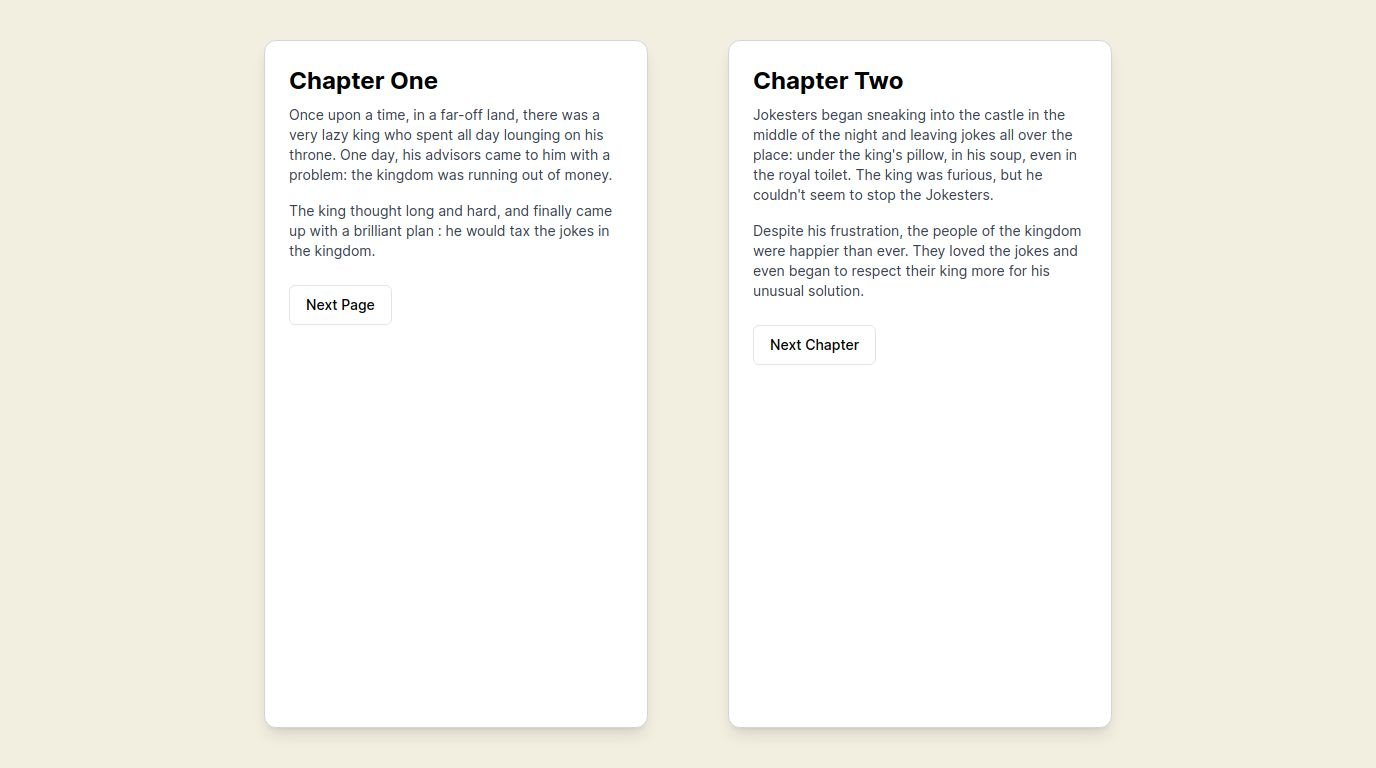 Chapter One
Once upon a time, in a far-off land, there was a
very lazy king who spent all day lounging on his
throne. One day, his advisors came to him with a
problem: the kingdom was running out of money.
The king thought long and hard, and finally came
up with a brilliant plan : he would tax the jokes in
the kingdom.
Next Page
Chapter Two
Jokesters began sneaking into the castle in the
middle of the night and leaving jokes all over the
place: under the king's pillow, in his soup, even in
the royal toilet. The king was furious, but he
couldn't seem to stop the Jokesters.
Despite his frustration, the people of the kingdom
were happier than ever. They loved the jokes and
even began to respect their king more for his
unusual solution.
Next Chapter